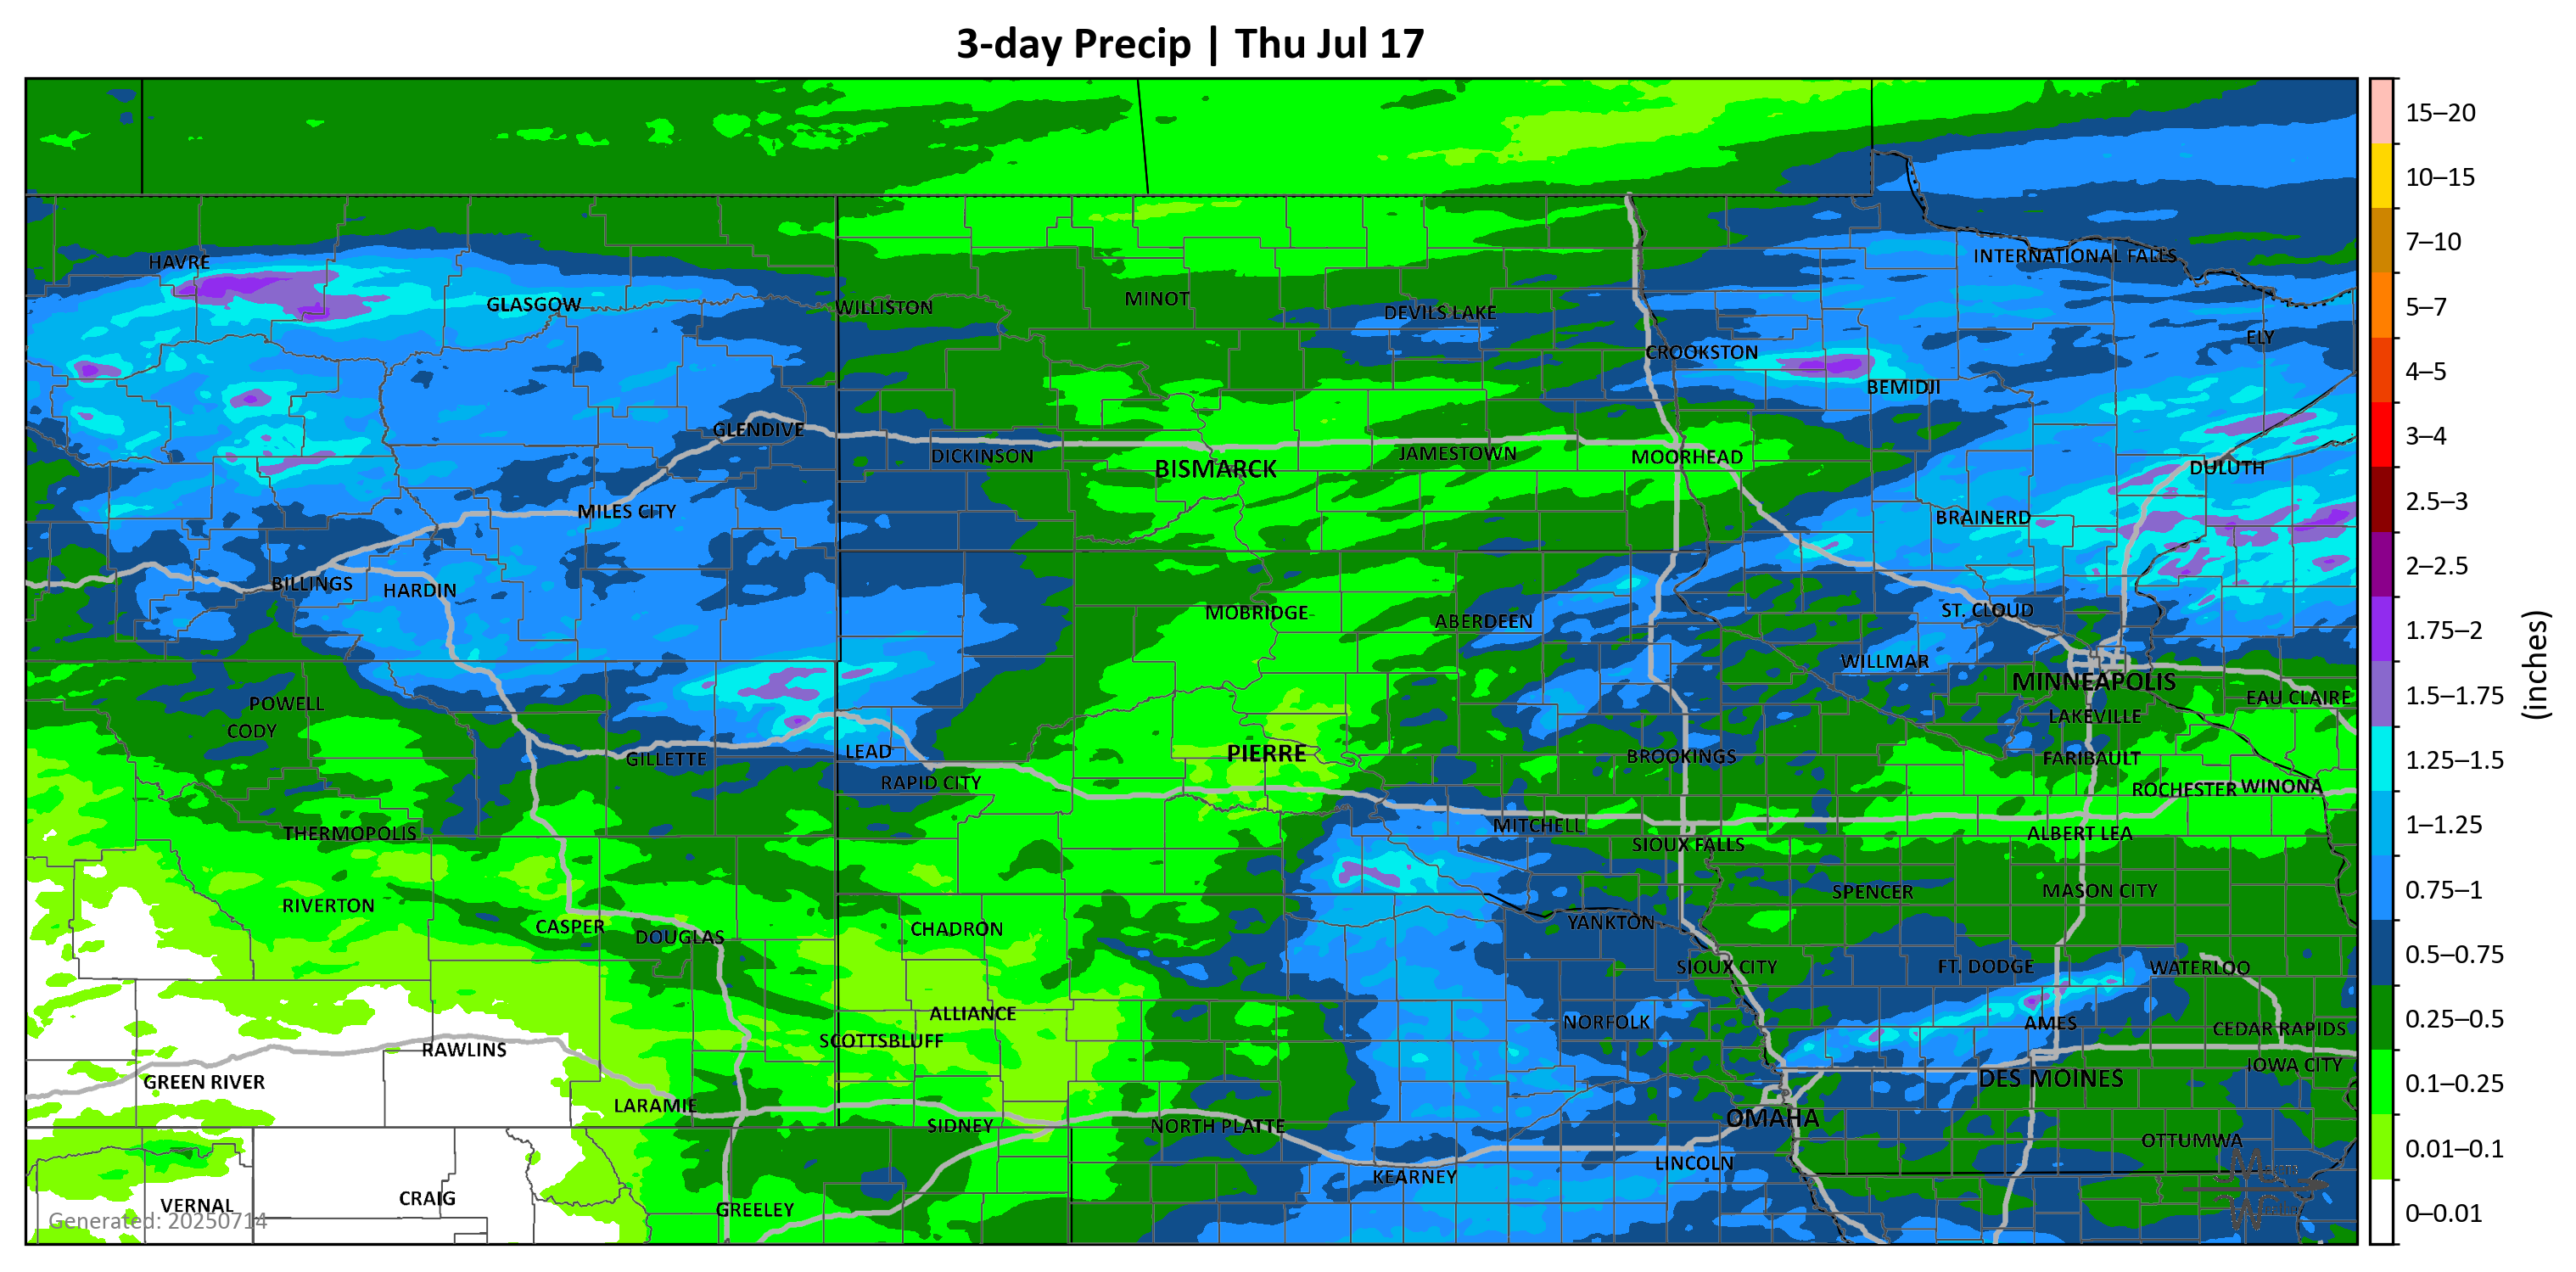 3-day Precip | Thu Jul 17
HAVRE
INTERNATIONAL FALLS
GLASGOW
WILLISTON
MINOT
DEVILS LAKE
ELY
CROOKSTON
BEMIDJI
GLENDIVE
DICKINSON
BISMARCK
JAMESTOWN
MOORHEAD
DULUTH
MILES CITY
BRAINERD
BILLINGS
HARDIN
MOBRIDGE
ABERDEEN
ST. CLOUD
WILLMAR
MINNEAPOLIS
POWELL
EAU CLAIRE
CODY
LAKEVILLE
GILLETTE
LEAD
PIERRE
BROOKINGS
FARIBAULT
RAPID CITY
ROCHESTER
WINONA
THERMOPOLIS
MITCHELL
SIOUX FALLS
ALBERT LEA
RIVERTON
SPENCER
MASON CITY
CASPER
DOUGLAS
CHADRON
YANKTON
SIOUX CITY
FT. DODGE
WATERLOO
ALLIANCE
NORFOLK
AMES
CEDAR RAPIDS
SCOTTSBLUFF
RAWLINS
IOWA CITY
GREEN RIVER
DES MOINES
LARAMIE
SIDNEY
NORTH PLATTE
OMAHA
OTTUMWA
KEARNEY
LINCOLN
VERNAL
CRAIG
GREELEY
Generated: 20250714
15–20
10–15
7–10
5–7
4–5
3–4
2.5–3
2–2.5
1.75–2
1.5–1.75
1.25–1.5
1–1.25
0.75–1
0.5–0.75
0.25–0.5
0.1–0.25
0.01–0.1
0–0.01
(inches)